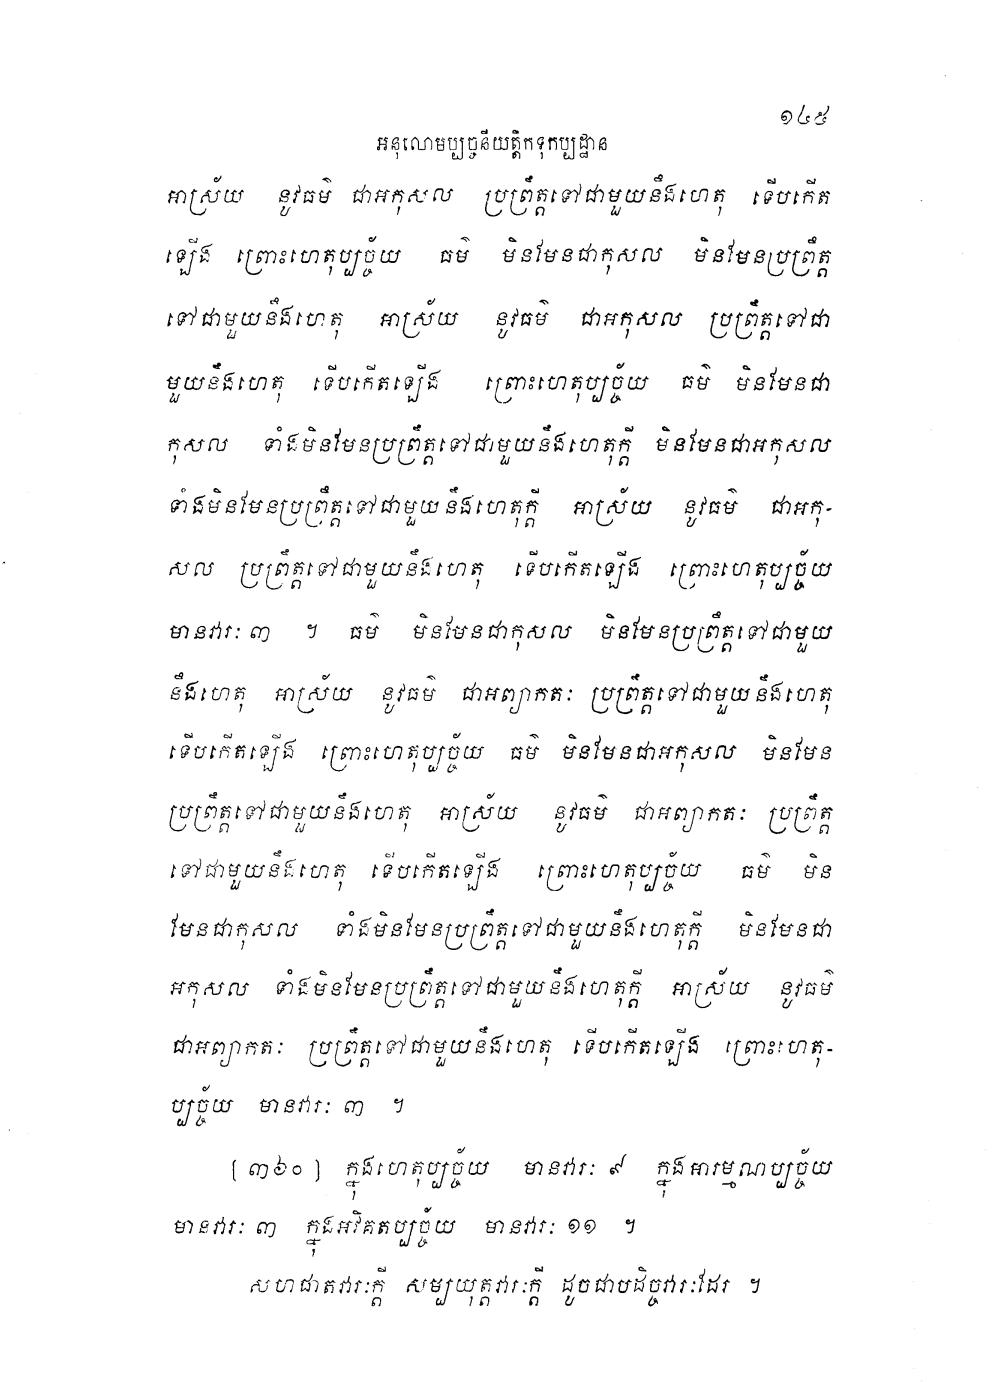 ១៤៥
អនុលោមប្បច្ចនីយត្តិកទុកប្បដ្ឋាន
អាស្រ័យ នូវធម៌ ជាអកុសល ប្រព្រឹត្តទៅជាមួយនឹងហេតុ ទើបកើត
ឡើង ព្រោះហេតុប្បច្ច័យ ធម៌ មិនមែនជាកុសល មិនមែនប្រព្រឹត្ត
ទៅជាមួយនឹងហេតុ អាស្រ័យ នូវធម៌ ជាអកុសល ប្រព្រឹត្តទៅជា
មួយនឹងហេតុ ទើបកើតឡើង ព្រោះហេតុប្បច្ច័យ ធម៌ មិនមែនជា
កុសល ទាំងមិនមែនប្រព្រឹត្តទៅជាមួយនឹងហេតុក្តី មិនមែនជាអកុសល
ទាំងមិនមែនប្រព្រឹត្តទៅជាមួយនឹងហេតុក្តី អាស្រ័យ នូវធម៌ ជាអកុ-
សល ប្រព្រឹត្តទៅជាមួយនឹងហេតុ ទើបកើតឡើង ព្រោះហេតុប្បច្ច័យ
មានវារៈ ៣ ។ ធម៌ មិនមែនជាកុសល មិនមែនប្រព្រឹត្តទៅជាមួយ
នឹងហេតុ អាស្រ័យ នូវធម៌ ជាអព្យាកតៈ ប្រព្រឹត្តទៅជាមួយនឹងហេតុ
ទើបកើតឡើង ព្រោះហេតុប្បច្ច័យ ធម៌ មិនមែនជាអកុសល មិនមែន
ប្រព្រឹត្តទៅជាមួយនឹងហេតុ អាស្រ័យ នូវធម៌ ជាអព្យាកតៈ ប្រព្រឹត្ត
ទៅជាមួយនឹងហេតុ ទើបកើតឡើង ព្រោះហេតុប្បច្ច័យ ធម៌ មិន
មែនជាកុសល ទាំងមិនមែនប្រព្រឹត្តទៅជាមួយនឹងហេតុក្តី មិនមែនជា
អកុសល ទាំងមិនមែនប្រព្រឹត្តទៅជាមួយនឹងហេតុក្តី អាស្រ័យ នូវធម៌
ជាអព្យាកតៈ ប្រព្រឹត្តទៅជាមួយនឹងហេតុ ទើបកើតឡើង ព្រោះហេតុ-
ប្បច្ច័យ មានវារៈ ៣ ។
[ ៣៦០ ] ក្នុងហេតុប្បច្ច័យ មានវារៈ ៩ ក្នុងអារម្មណប្បច្ច័យ
មានវារៈ ៣ ក្នុងអវិគតប្បច្ច័យ មានវារៈ ១១ ។
សហជាតវារៈក្តី សម្បយុត្តវារៈក្តី ដូចជាបដិច្ចវារៈដែរ ។